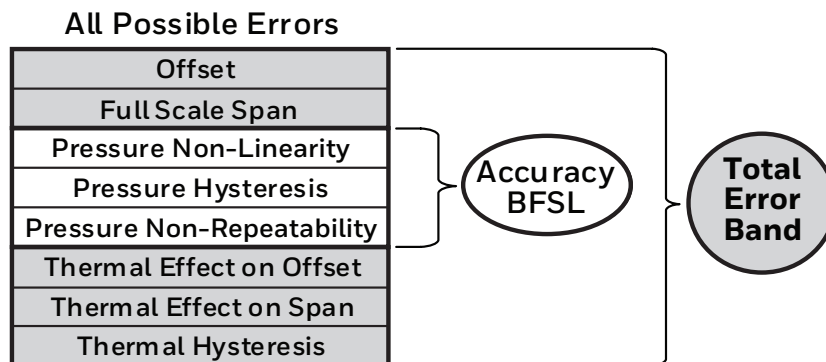 All Possible Errors
Offset
Full Scale Span
Pressure Non-Linearity
Pressure Hysteresis
Pressure Non-Repeatability
Thermal Effect on Offset
Thermal Effect on Span
Thermal Hysteresis
Accuracy
BFSL
Total
Error
Band